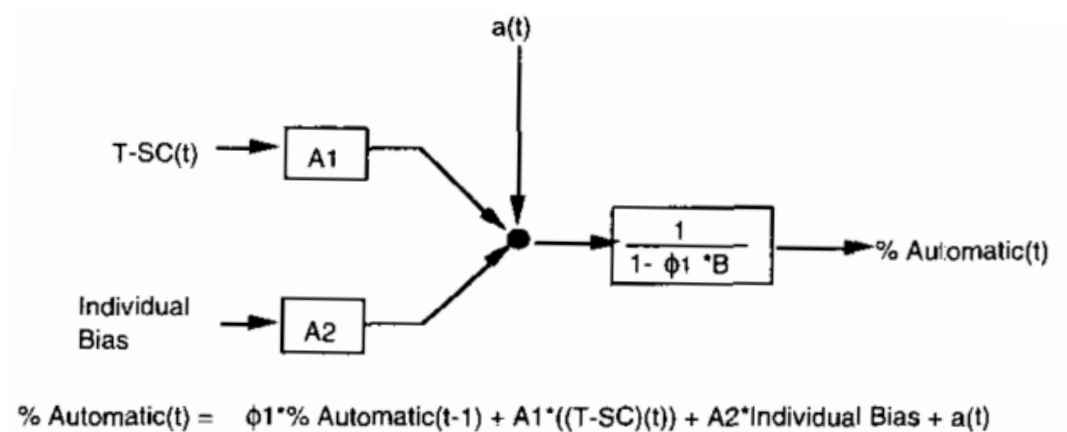 a(t)
T-SC(t)
A1
1
1- ϕ1 *B
% Automatic(t)
Individual
Bias
A2
% Automatic(t) = ϕ1*% Automatic(t-1) + A1*((T-SC)(t)) + A2*Individual Bias + a(t)